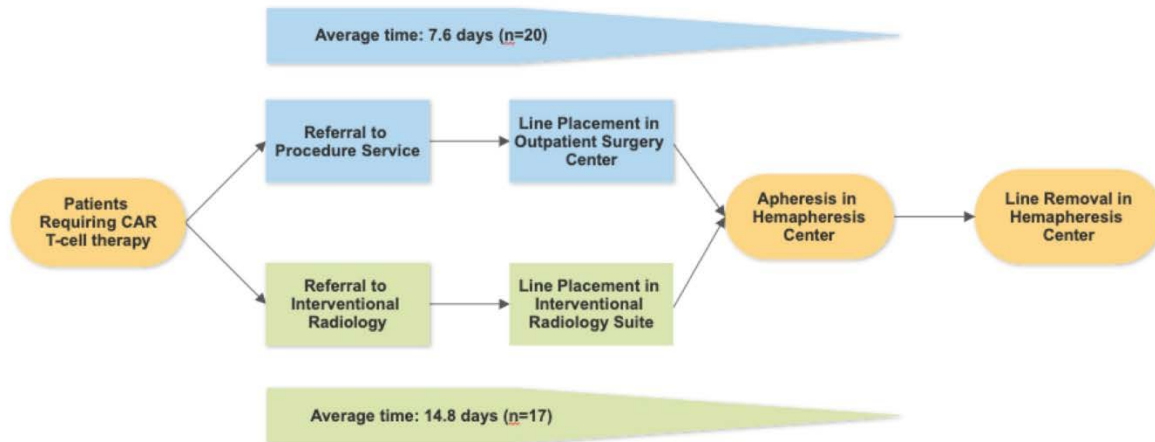 Average time: 7.6 days (n=20)
Referral to
Procedure Service
Line Placement in
Outpatient Surgery
Center
Patients
Requiring CAR
T-cell therapy
Apheresis in
Hemapheresis
Center
Line Removal in
Hemapheresis
Center
Referral to
Interventional
Radiology
Line Placement in
Interventional
Radiology Suite
Average time: 14.8 days (n=17)